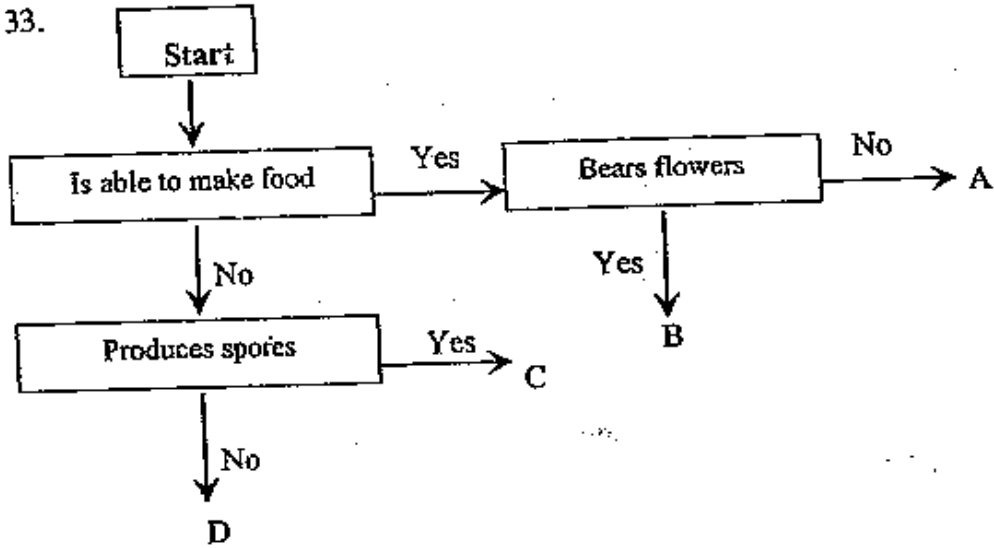 33.
Start
Is able to make food
Yes
Bears flowers
No
A
No
Yes
B
Produces spores
Yes
C
No
D